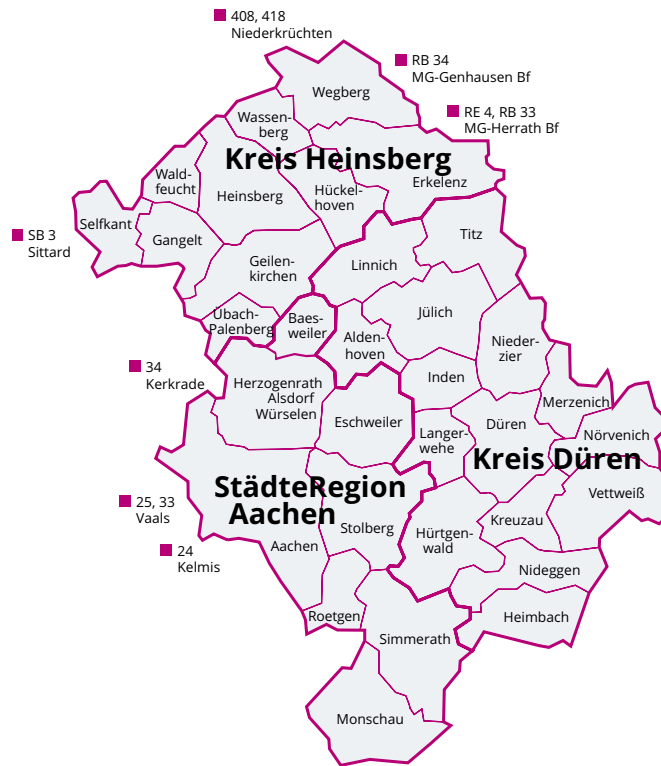 408, 418
Niederkrüchten
RB 34
MG-Genhausen Bf
RE 4, RB 33
MG-Herrath Bf
Wegberg
Wassen-
berg
Kreis Heinsberg
Wald-
feucht
Heinsberg
Hückel-
hoven
Erkelenz
Selfkant
SB 3
Sittard
Gangelt
Titz
Geilen-
kirchen
Linnich
Übach-
Palenberg
Baes-
weiler
Jülich
Alden-
hoven
Nieder-
zier
34
Kerkrade
Herzogenrath
Alsdorf
Würselen
Inden
Merzenich
Eschweiler
Langer-
wehe
Düren
Nörvenich
Kreis Düren
StädteRegion
Aachen
Vettweiß
25, 33
Vaals
Stolberg
Hürtgen-
wald
Kreuzau
24
Kelmis
Aachen
Nideggen
Roetgen
Heimbach
Simmerath
Monschau